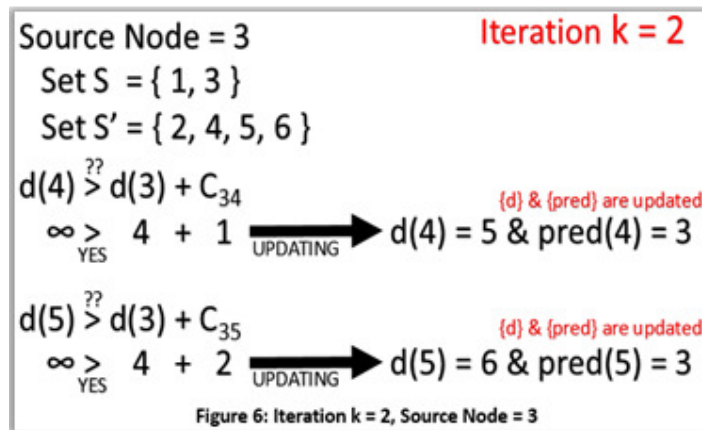 Source Node = 3
Iteration k = 2
Set S = { 1, 3 }
Set S' = { 2, 4, 5, 6 }
??
d(4) > d(3) + C₃₄
{d} & {pred} are updated
∞ > 4 + 1 d(4) = 5 & pred(4) = 3
YES UPDATING
??
d(5) > d(3) + C₃₅
{d} & {pred} are updated
∞ > 4 + 2 d(5) = 6 & pred(5) = 3
YES UPDATING
Figure 6: Iteration k = 2, Source Node = 3